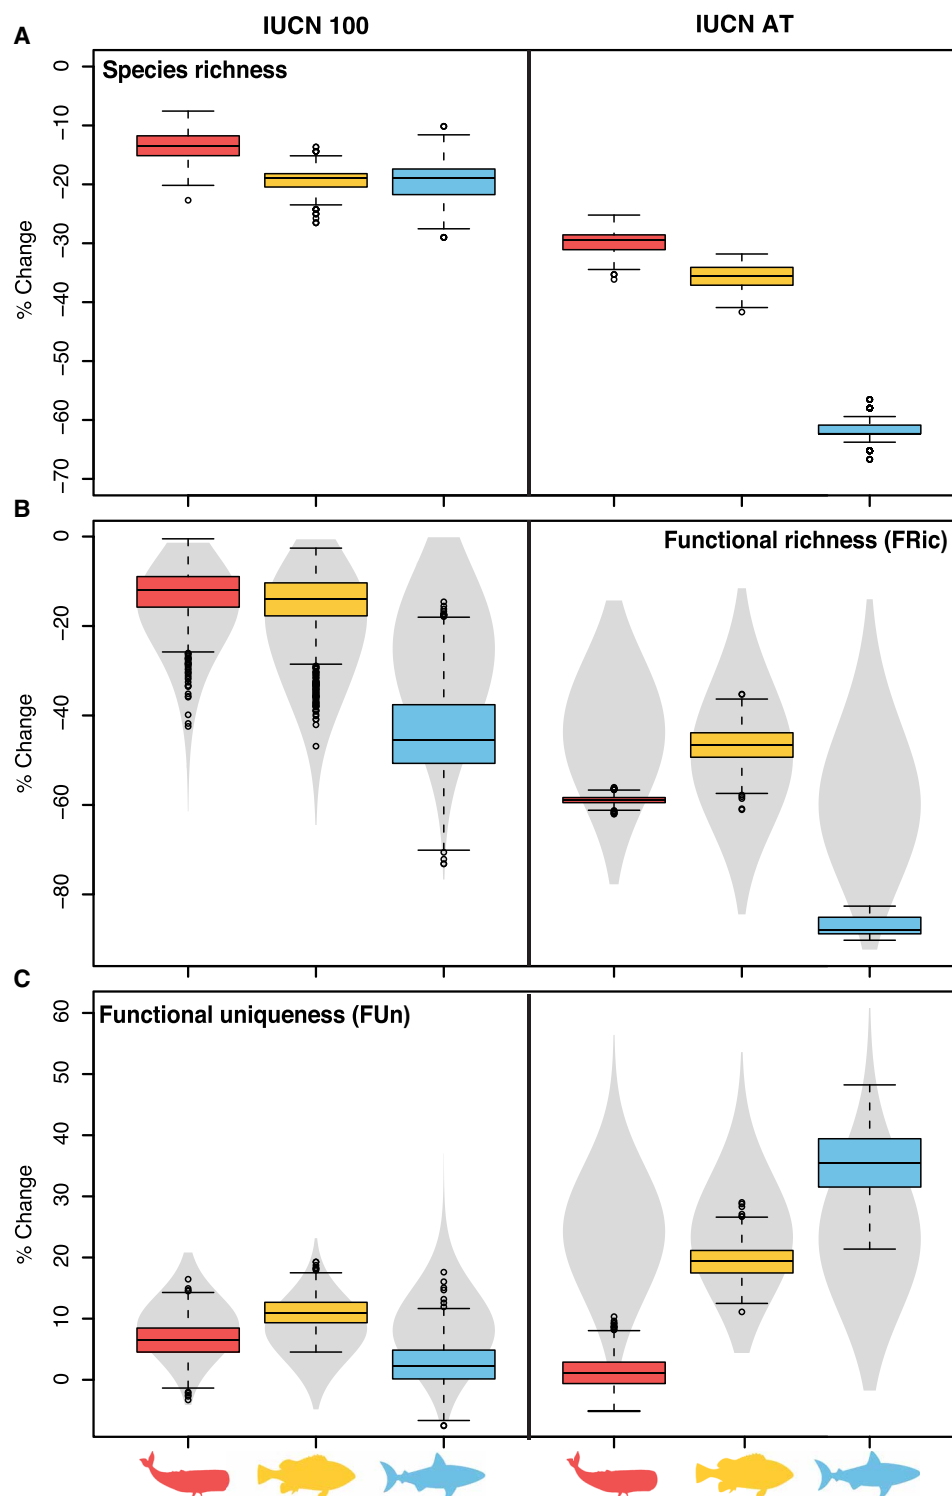 IUCN 100
IUCN AT
A
Species richness
% Change
0
−10
−20
−30
−40
−50
−60
−70
B
Functional richness (FRic)
% Change
0
−20
−40
−60
−80
C
Functional uniqueness (FUn)
% Change
60
50
40
30
20
10
0